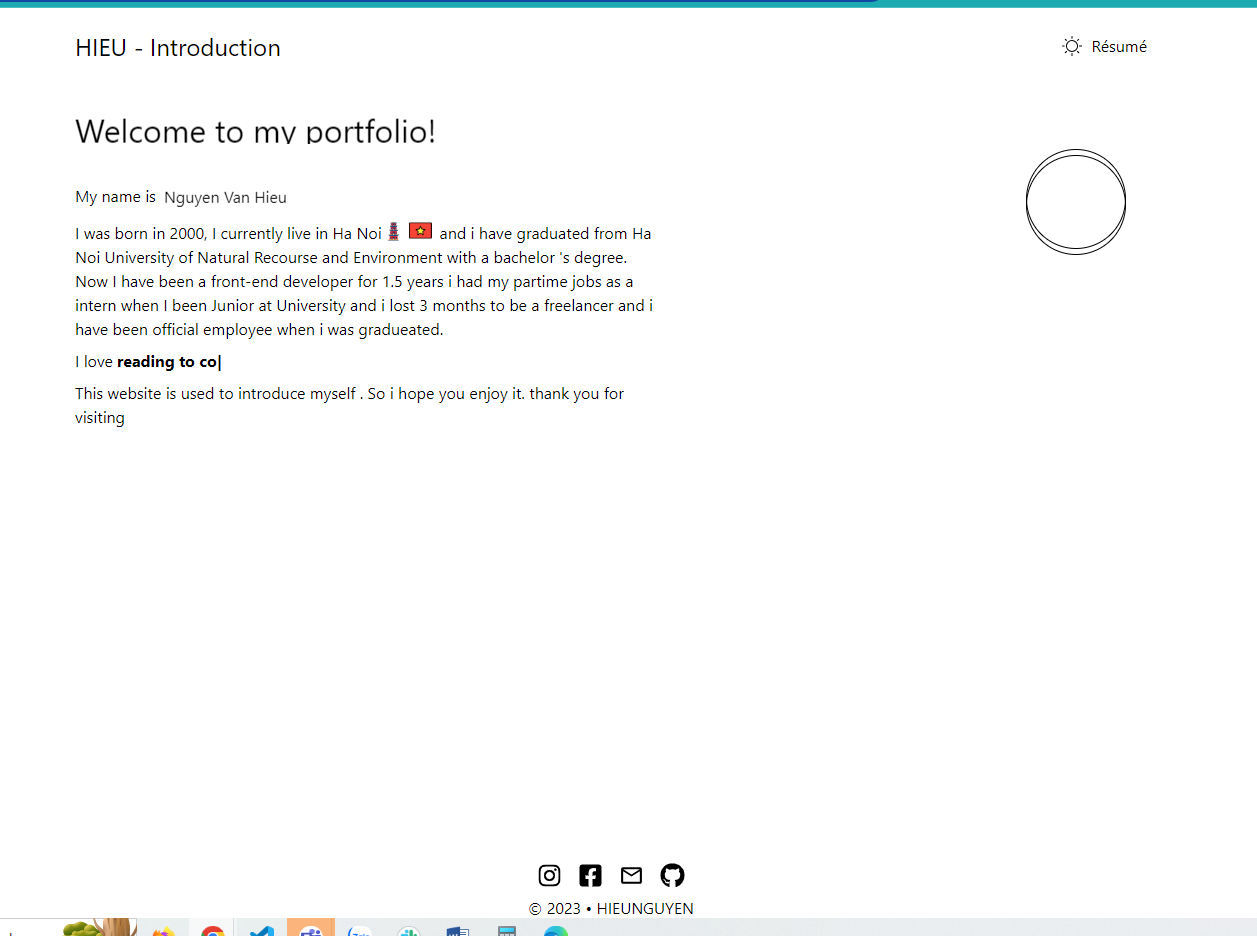 HIEU - Introduction
Résumé
Welcome to my portfolio!
My name is Nguyen Van Hieu
I was born in 2000, I currently live in Ha Noi 🗼 🇻🇳 and i have graduated from Ha
Noi University of Natural Recourse and Environment with a bachelor 's degree.
Now I have been a front-end developer for 1.5 years i had my partime jobs as a
intern when I been Junior at University and i lost 3 months to be a freelancer and i
have been official employee when i was gradueated.
I love reading to co|
This website is used to introduce myself . So i hope you enjoy it. thank you for
visiting
© 2023 • HIEUNGUYEN